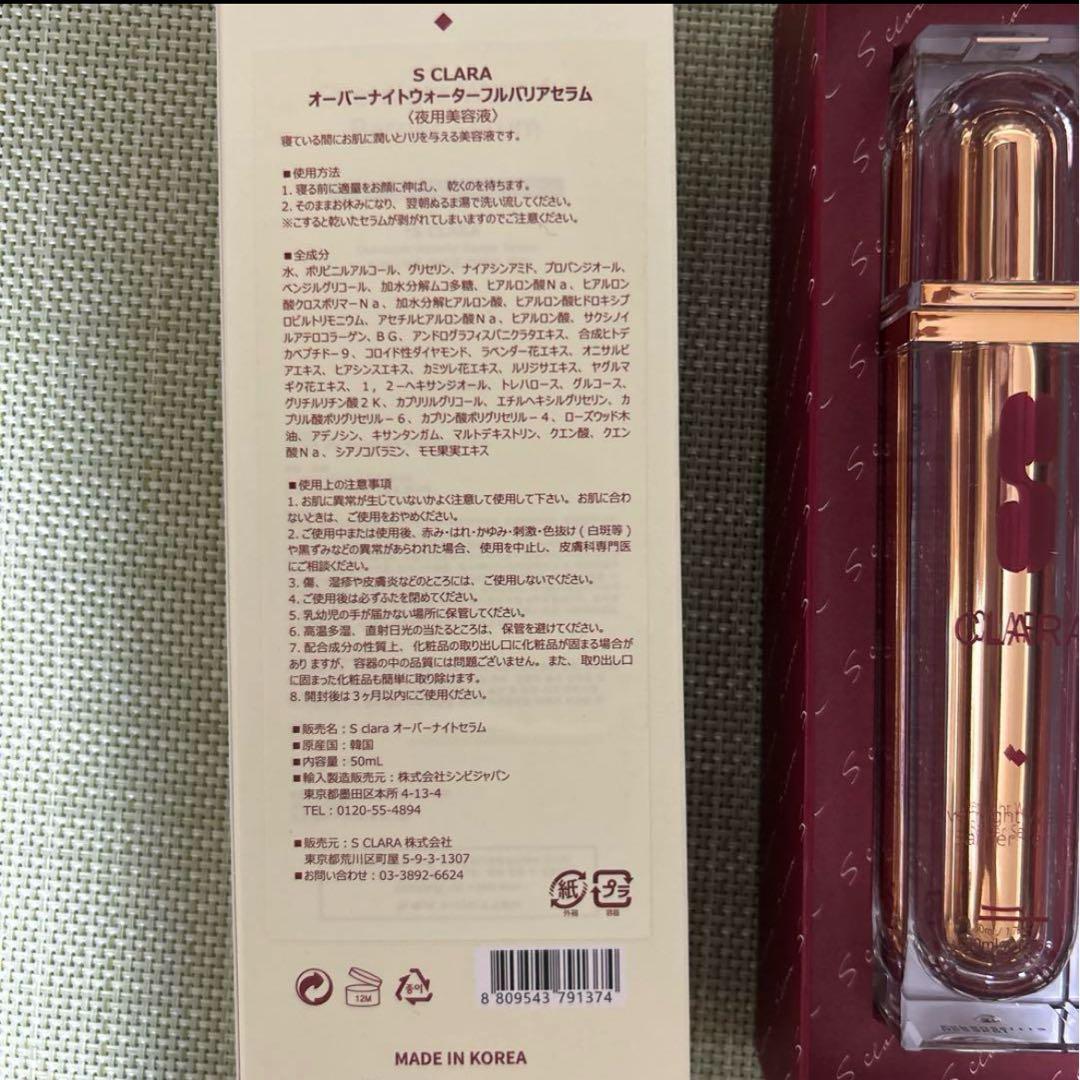 S CLARA
オーバーナイトウォーターフルバリアセラム
〈夜用美容液〉
寝ている間にお肌に潤いとハリを与える美容液です。
■使用方法
1. 寝る前に適量をお顔に伸ばし、乾くのを待ちます。
2. そのままお休みになり、翌朝ぬるま湯で洗い流してください。
※こすると乾いたセラムが剥がれてしまいますのでご注意ください。
■全成分
水、ポリビニルアルコール、グリセリン、ナイアシンアミド、プロパンジオール、
ベンジルグリコール、加水分解ムコ多糖、ヒアルロン酸Ｎａ、ヒアルロン
酸クロスポリマーＮａ、加水分解ヒアルロン酸、ヒアルロン酸ヒドロキシプ
ロピルトリモニウム、アセチルヒアルロン酸Ｎａ、ヒアルロン酸、サクシノイ
ルアテロコラーゲン、ＢＧ、アンドログラフィスパニクラタエキス、合成ヒトデ
カペプチド－９、コロイド性ダイヤモンド、ラベンダー花エキス、オニサルビ
アエキス、ヒアシンスエキス、カミツレ花エキス、ルリジサエキス、ヤグルマ
ギク花エキス、１，２－ヘキサンジオール、トレハロース、グルコース、
グリチルリチン酸２Ｋ、カプリリルグリコール、エチルヘキシルグリセリン、カ
プリル酸ポリグリセリル－６、カプリン酸ポリグリセリル－４、ローズウッド木
油、アデノシン、キサンタンガム、マルトデキストリン、クエン酸、クエン
酸Ｎａ、シアノコバラミン、モモ果実エキス
■使用上の注意事項
1. お肌に異常が生じていないかよく注意して使用して下さい。お肌に合わ
ないときは、ご使用をおやめください。
2. ご使用中または使用後、赤み・はれ・かゆみ・刺激・色抜け(白斑等)
や黒ずみなどの異常があらわれた場合、使用を中止し、皮膚科専門医
にご相談ください。
3. 傷、湿疹や皮膚炎などのところには、ご使用しないでください。
4. ご使用後は必ずふたを閉めてください。
5. 乳幼児の手が届かない場所に保管してください。
6. 高温多湿、直射日光の当たるところは、保管を避けてください。
7. 配合成分の性質上、化粧品の取り出し口に化粧品が固まる場合が
あり ますが、容器の中の品質には問題ございません。また、取り出し口
に固まった化粧品も簡単に取り除けます。
8. 開封後は３ヶ月以内にご使用ください。
■販売名：S clara オーバーナイトセラム
■原産国：韓国
■内容量：50mL
■輸入製造販売元：株式会社シンビジャパン
東京都墨田区本所 4-13-4
TEL：0120-55-4894
■販売元：S CLARA 株式会社
東京都荒川区町屋 5-9-3-1307
■お問い合わせ：03-3892-6624
紙
外箱
プラ
容器
12M
종이
8 809543 791374
MADE IN KOREA
S
CLARA